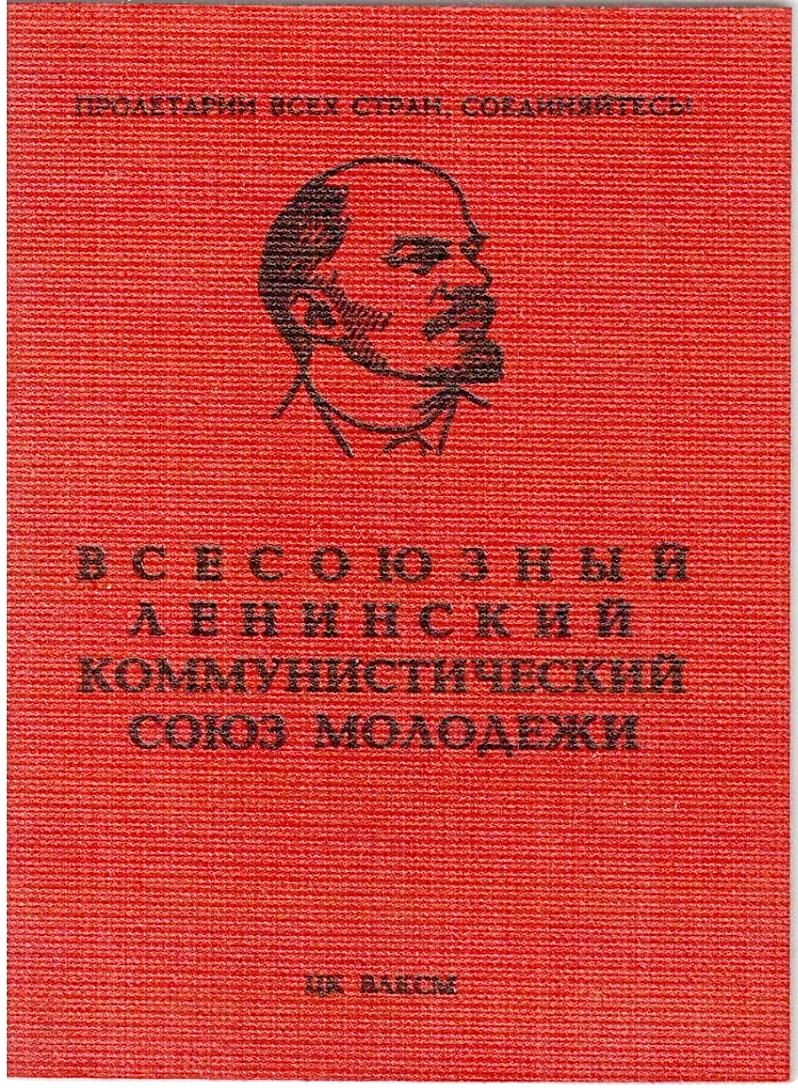 ПРОЛЕТАРИИ ВСЕХ СТРАН, СОЕДИНЯЙТЕСЬ!
ВСЕСОЮЗНЫЙ
ЛЕНИНСКИЙ
КОММУНИСТИЧЕСКИЙ
СОЮЗ МОЛОДЕЖИ
ЦК ВЛКСМ